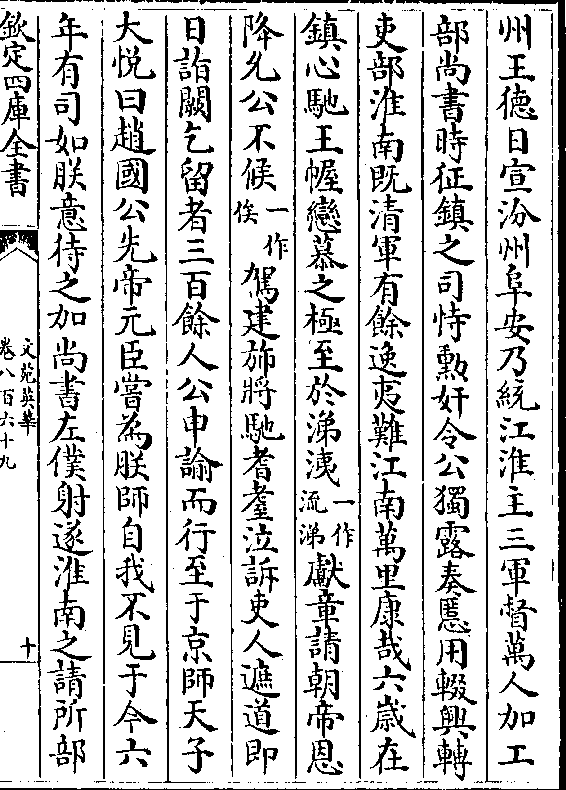 州王徳日宣汾州阜安乃統江淮主三軍督萬人加工
部尚書時征鎮之司恃勲奸令公獨露奏慝用輟興轉
吏部淮南既清軍有餘逸夷難江南萬里康哉六嵗在
鎮心馳王幄戀慕之極至於涕洟一作流涕獻章請朝帝恩
降允公不候一作俟駕建斾將馳耆耋泣訴吏人遮道即
日詣闕乞留者三百餘人公申諭而行至于京師天子
大悦曰趙國公先帝元臣嘗為朕師自我不見于今六
年有司如朕意待之加尚書左僕射遂淮南之請所部
欽定四庫全書
文苑英華
卷八百六十九
十